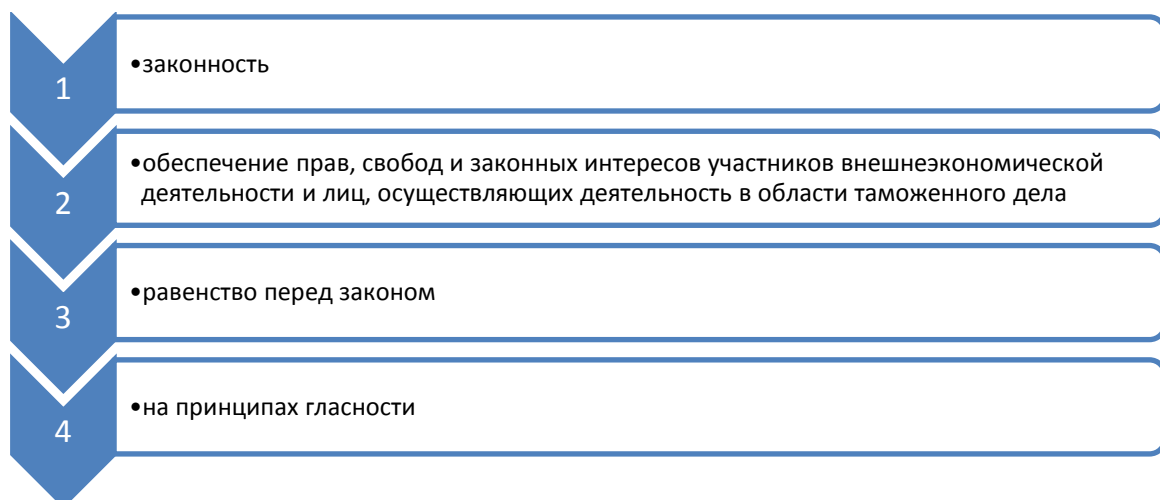 1
•законность
2
•обеспечение прав, свобод и законных интересов участников внешнеэкономической
деятельности и лиц, осуществляющих деятельность в области таможенного дела
3
•равенство перед законом
4
•на принципах гласности